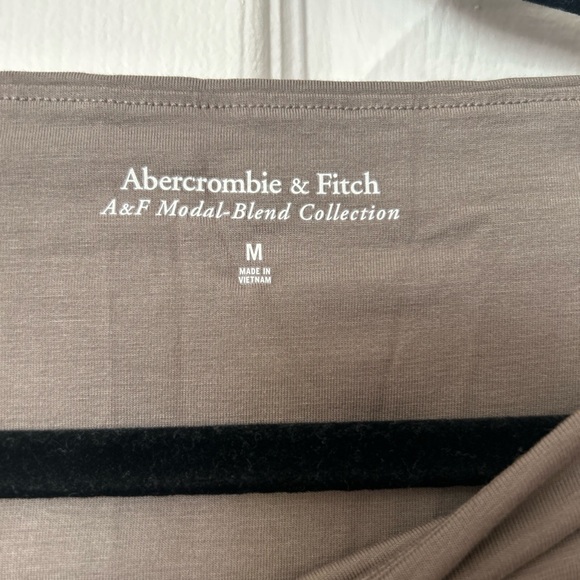 Abercrombie & Fitch
A&F Modal-Blend Collection
M
MADE IN
VIETNAM